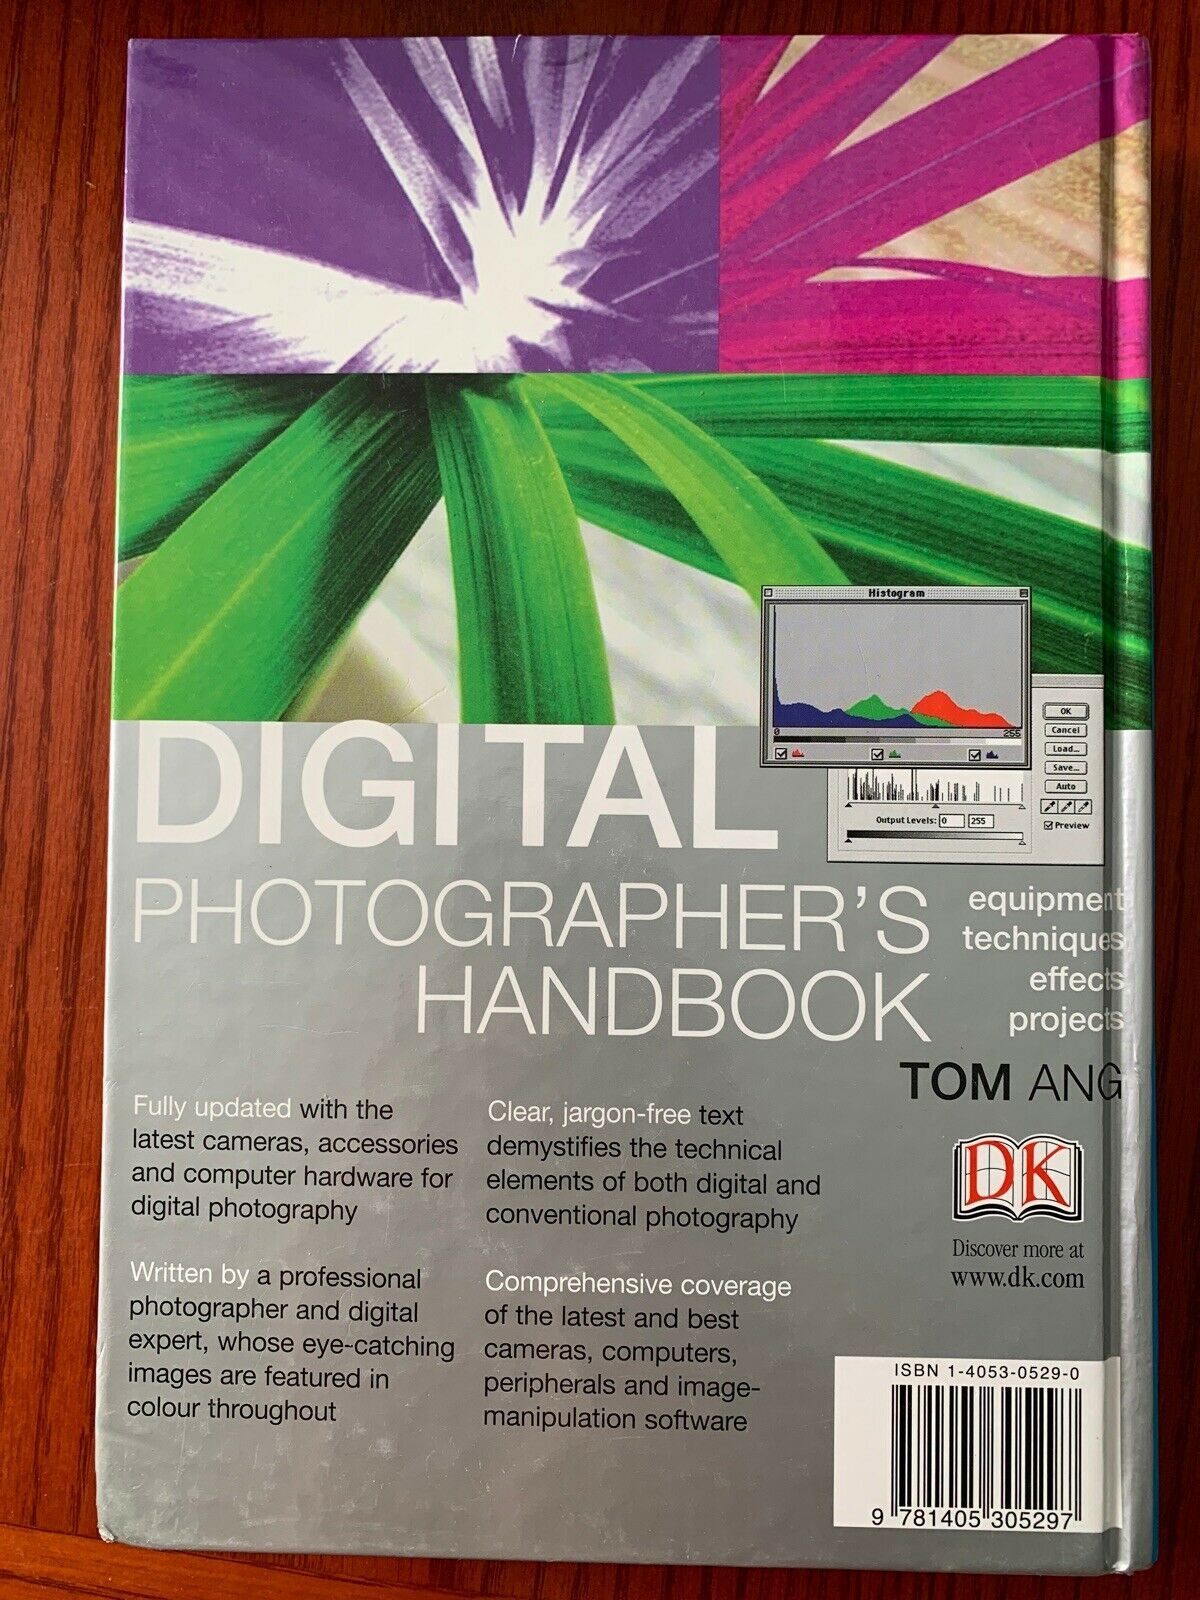 Histogram
0 255
OK
Cancel
Load...
Save...
Auto
Output Levels: 0 255
Preview
DIGITAL
PHOTOGRAPHER'S
HANDBOOK
equipment
techniques
effects
projects
TOM ANG
Fully updated with the
latest cameras, accessories
and computer hardware for
digital photography
Clear, jargon-free text
demystifies the technical
elements of both digital and
conventional photography
Written by a professional
photographer and digital
expert, whose eye-catching
images are featured in
colour throughout
Comprehensive coverage
of the latest and best
cameras, computers,
peripherals and image-
manipulation software
DK
Discover more at
www.dk.com
ISBN 1-4053-0529-0
9 781405 305297